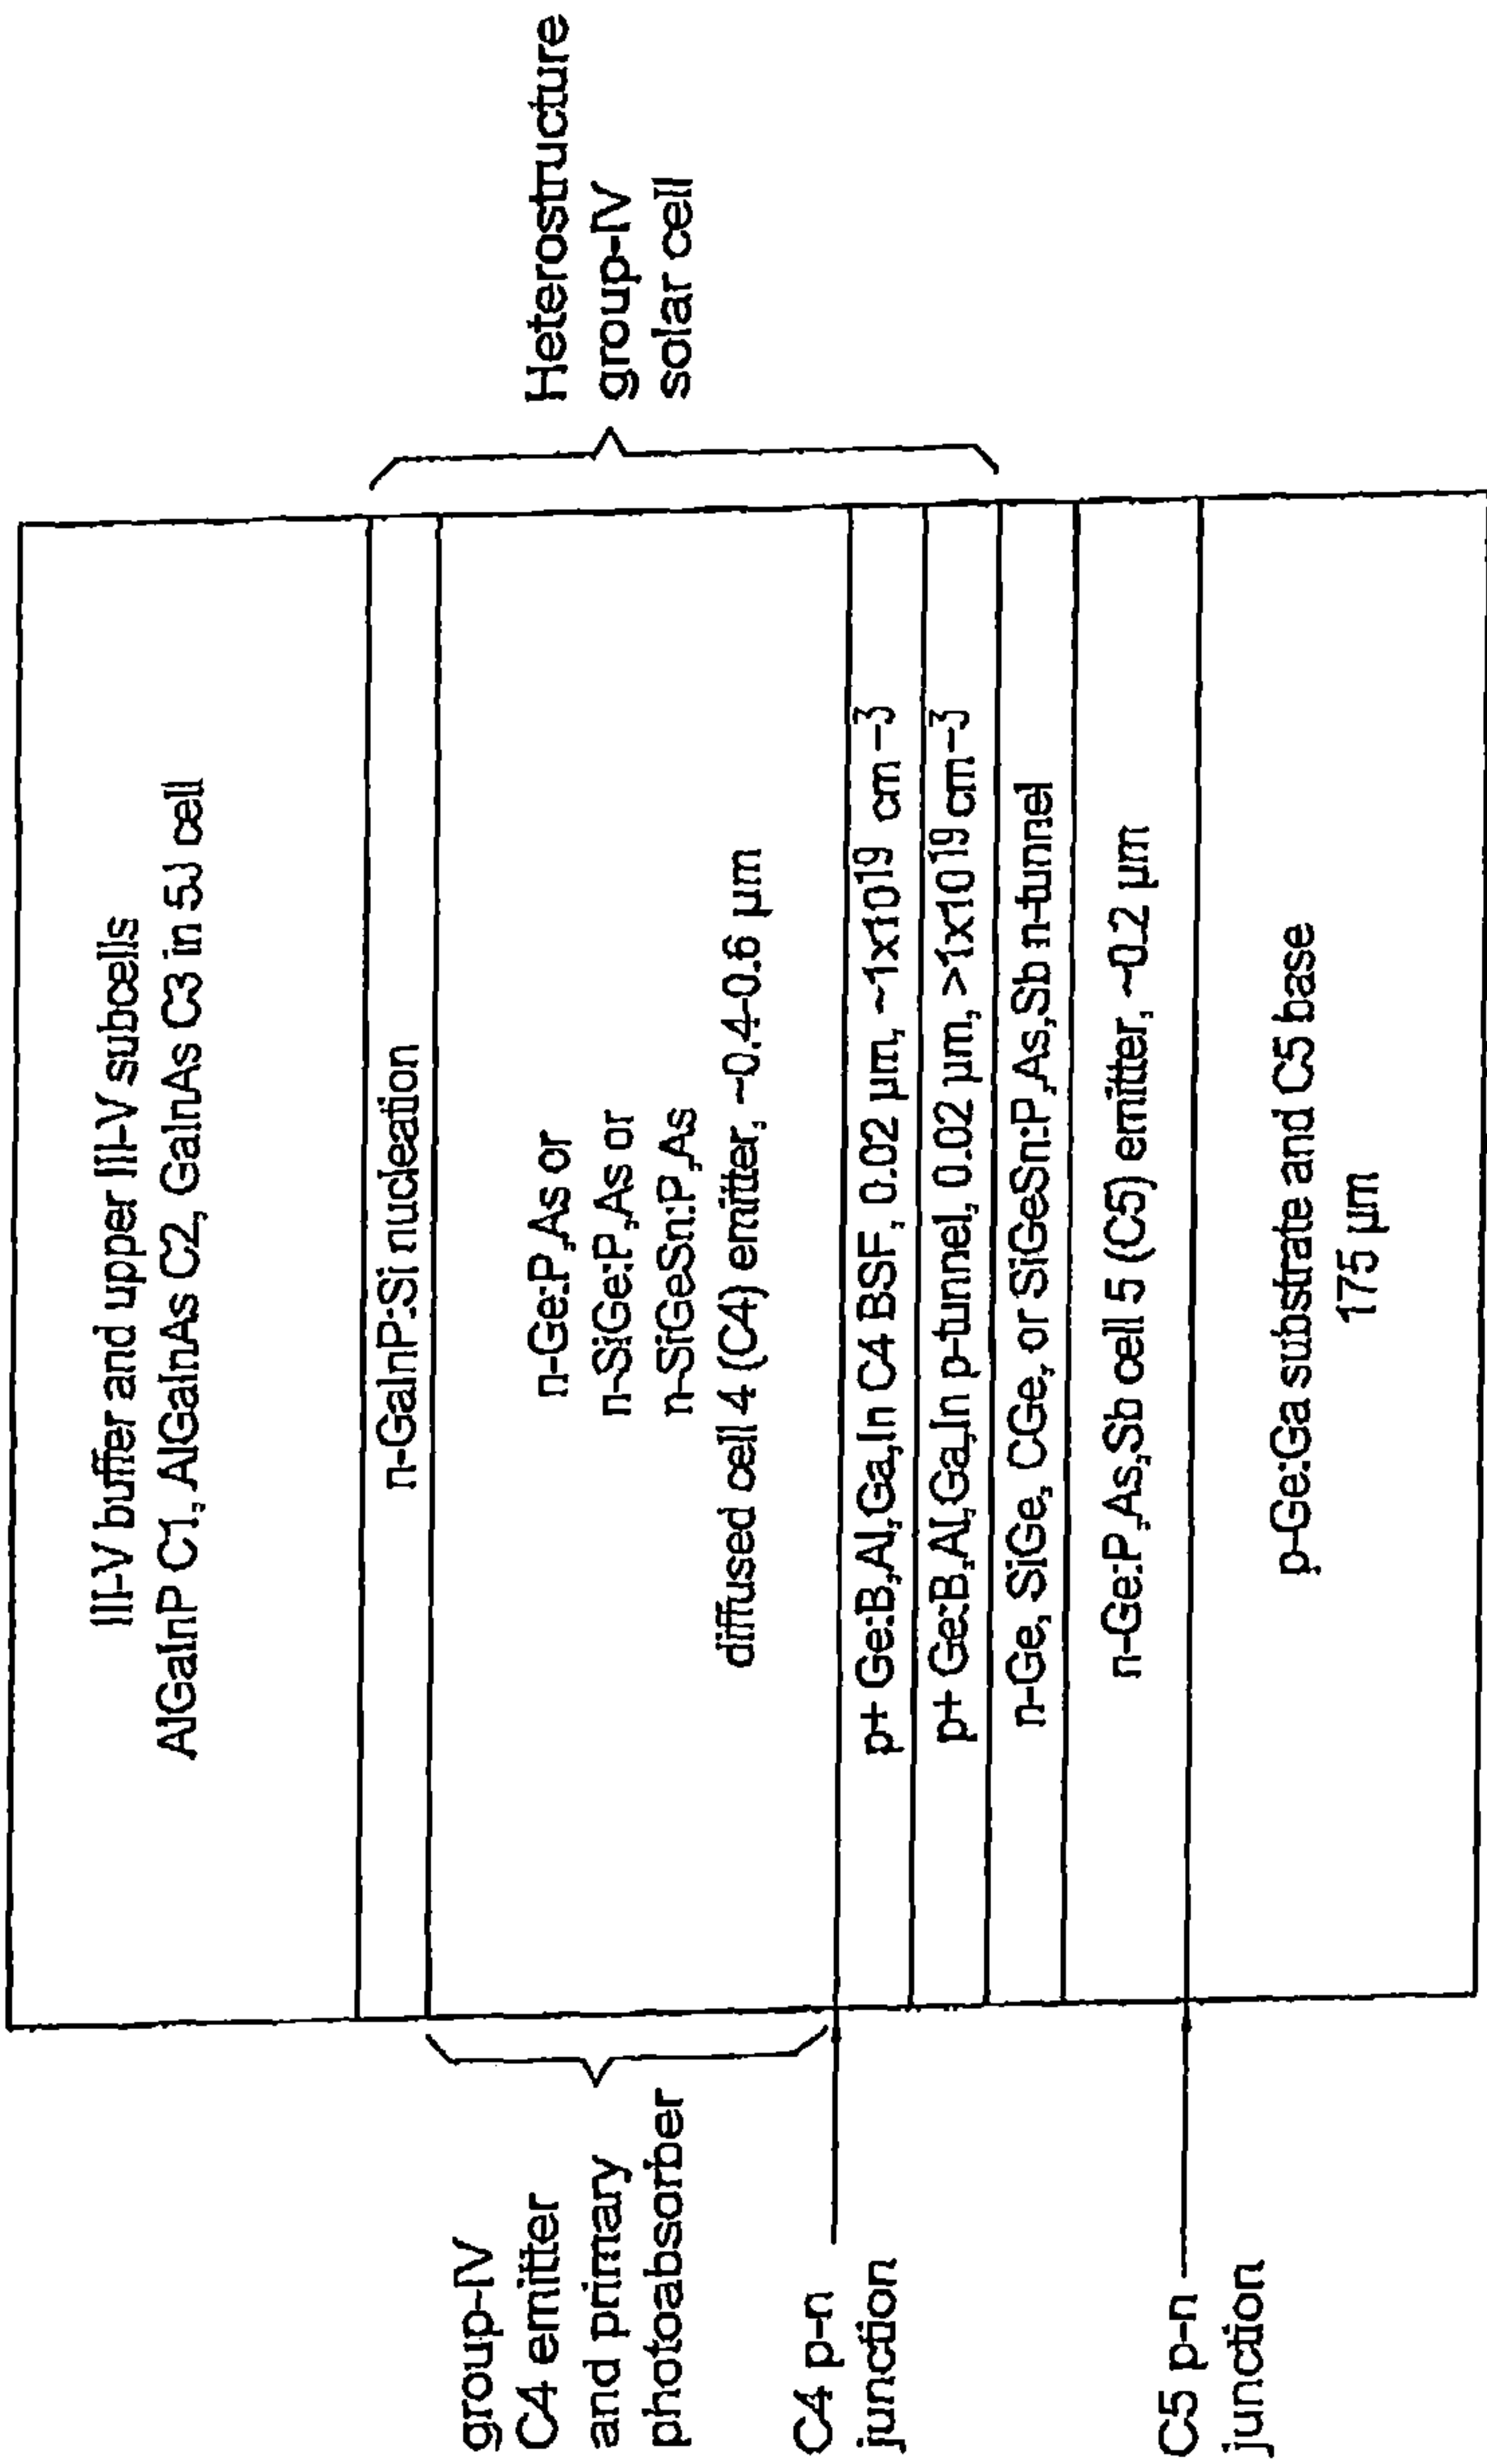 III-V buffer and upper III-V subcells
AlGaInP C1, AlGaInAs C2, GaInAs C3 in 5J cell
n-GaInP:Si nucleation
n-Ge:P,As or
n-SiGe:P,As or
n-SiGeSn:P,As
diffused cell 4 (C4) emitter, ~0.4-0.6 µm
p+ Ge:B,Al,Ga,In C4 BSF, 0.02 µm, ~1x10¹⁹ cm⁻³
p+ Ge:B,Al,Ga,In p-tunnel, 0.02 µm, >1x10¹⁹ cm⁻³
n-Ge, SiGe, CGe, or SiGeSn:P,As,Sb n-tunnel
n-Ge:P,As,Sb cell 5 (C5) emitter, ~0.2 µm
p-Ge:Ga substrate and C5 base
175 µm
group-IV
C4 emitter
and primary
photoabsorber
C4 p-n
junction
C5 p-n
junction
Heterostructure
group-IV
solar cell